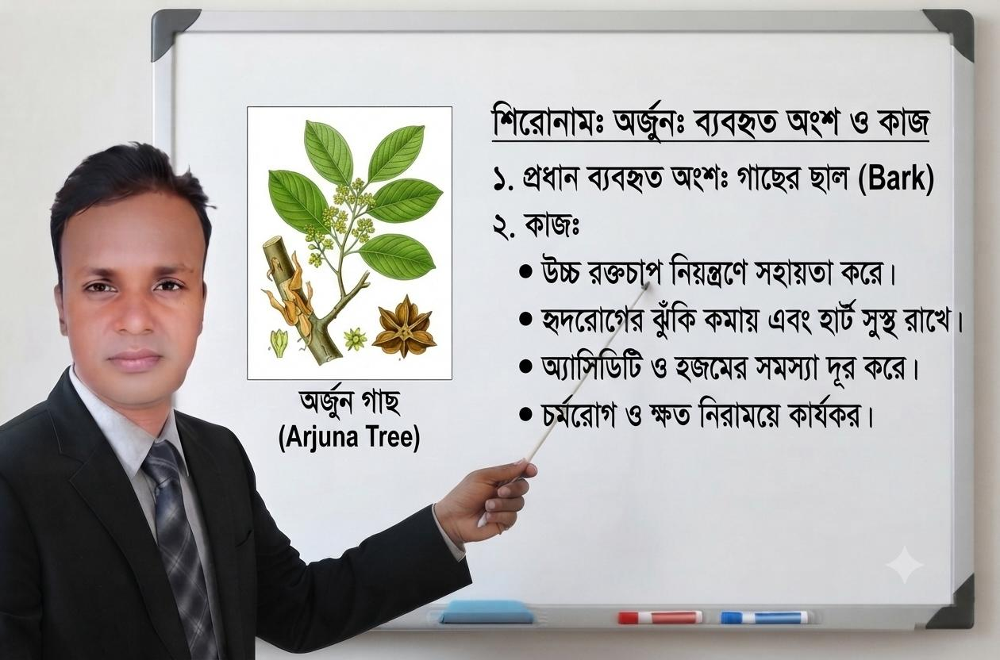 শিরোনামঃ অর্জুনঃ ব্যবহৃত অংশ ও কাজ
১. প্রধান ব্যবহৃত অংশঃ গাছের ছাল (Bark)
২. কাজঃ
• উচ্চ রক্তচাপ নিয়ন্ত্রণে সহায়তা করে।
• হৃদরোগের ঝুঁকি কমায় এবং হার্ট সুস্থ রাখে।
• অ্যাসিডিটি ও হজমের সমস্যা দূর করে।
• চর্মরোগ ও ক্ষত নিরাময়ে কার্যকর।
অর্জুন গাছ
(Arjuna Tree)